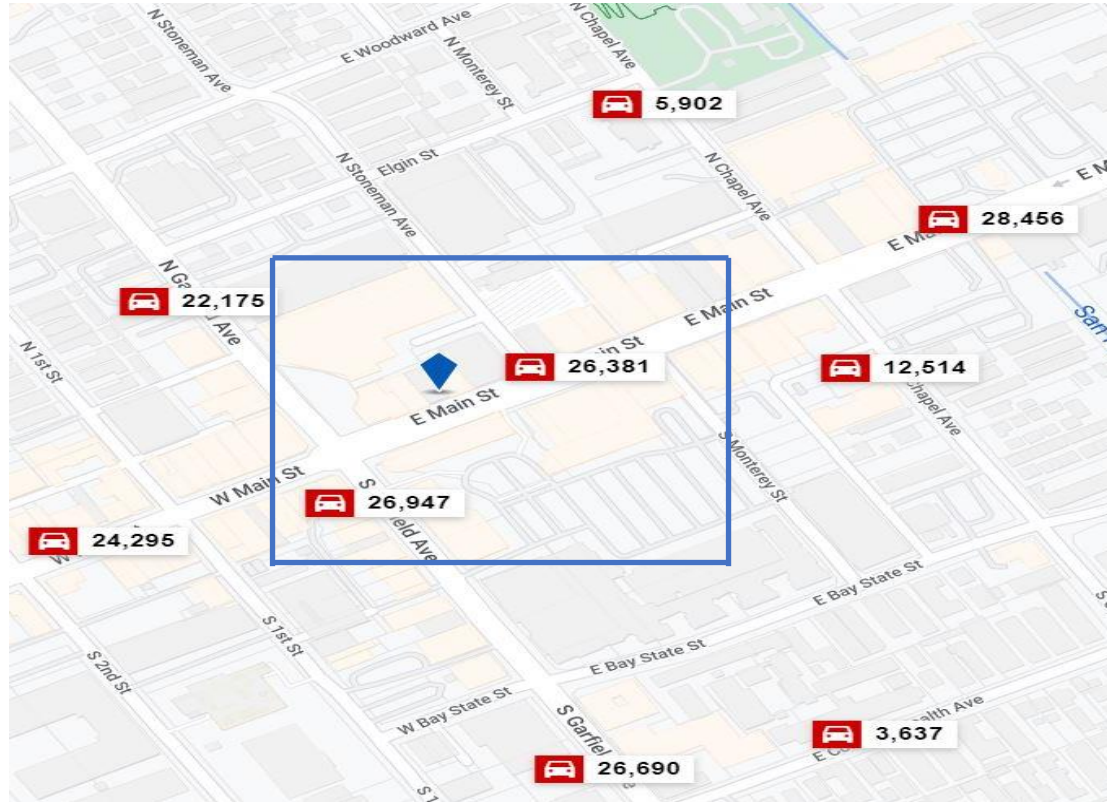 N Stoneman Ave
E Woodward Ave
N Monterey St
N Chapel Ave
5,902
Elgin St
N Stoneman Ave
N Chapel Ave
28,456
22,175
N 1st St
26,381
E Main St
12,514
Chapel Ave
E Main St
W Main St
S Monterey St
26,947
24,295
E Bay State St
S 1st St
E Bay State St
S 2nd St
W Bay State St
3,637
26,690